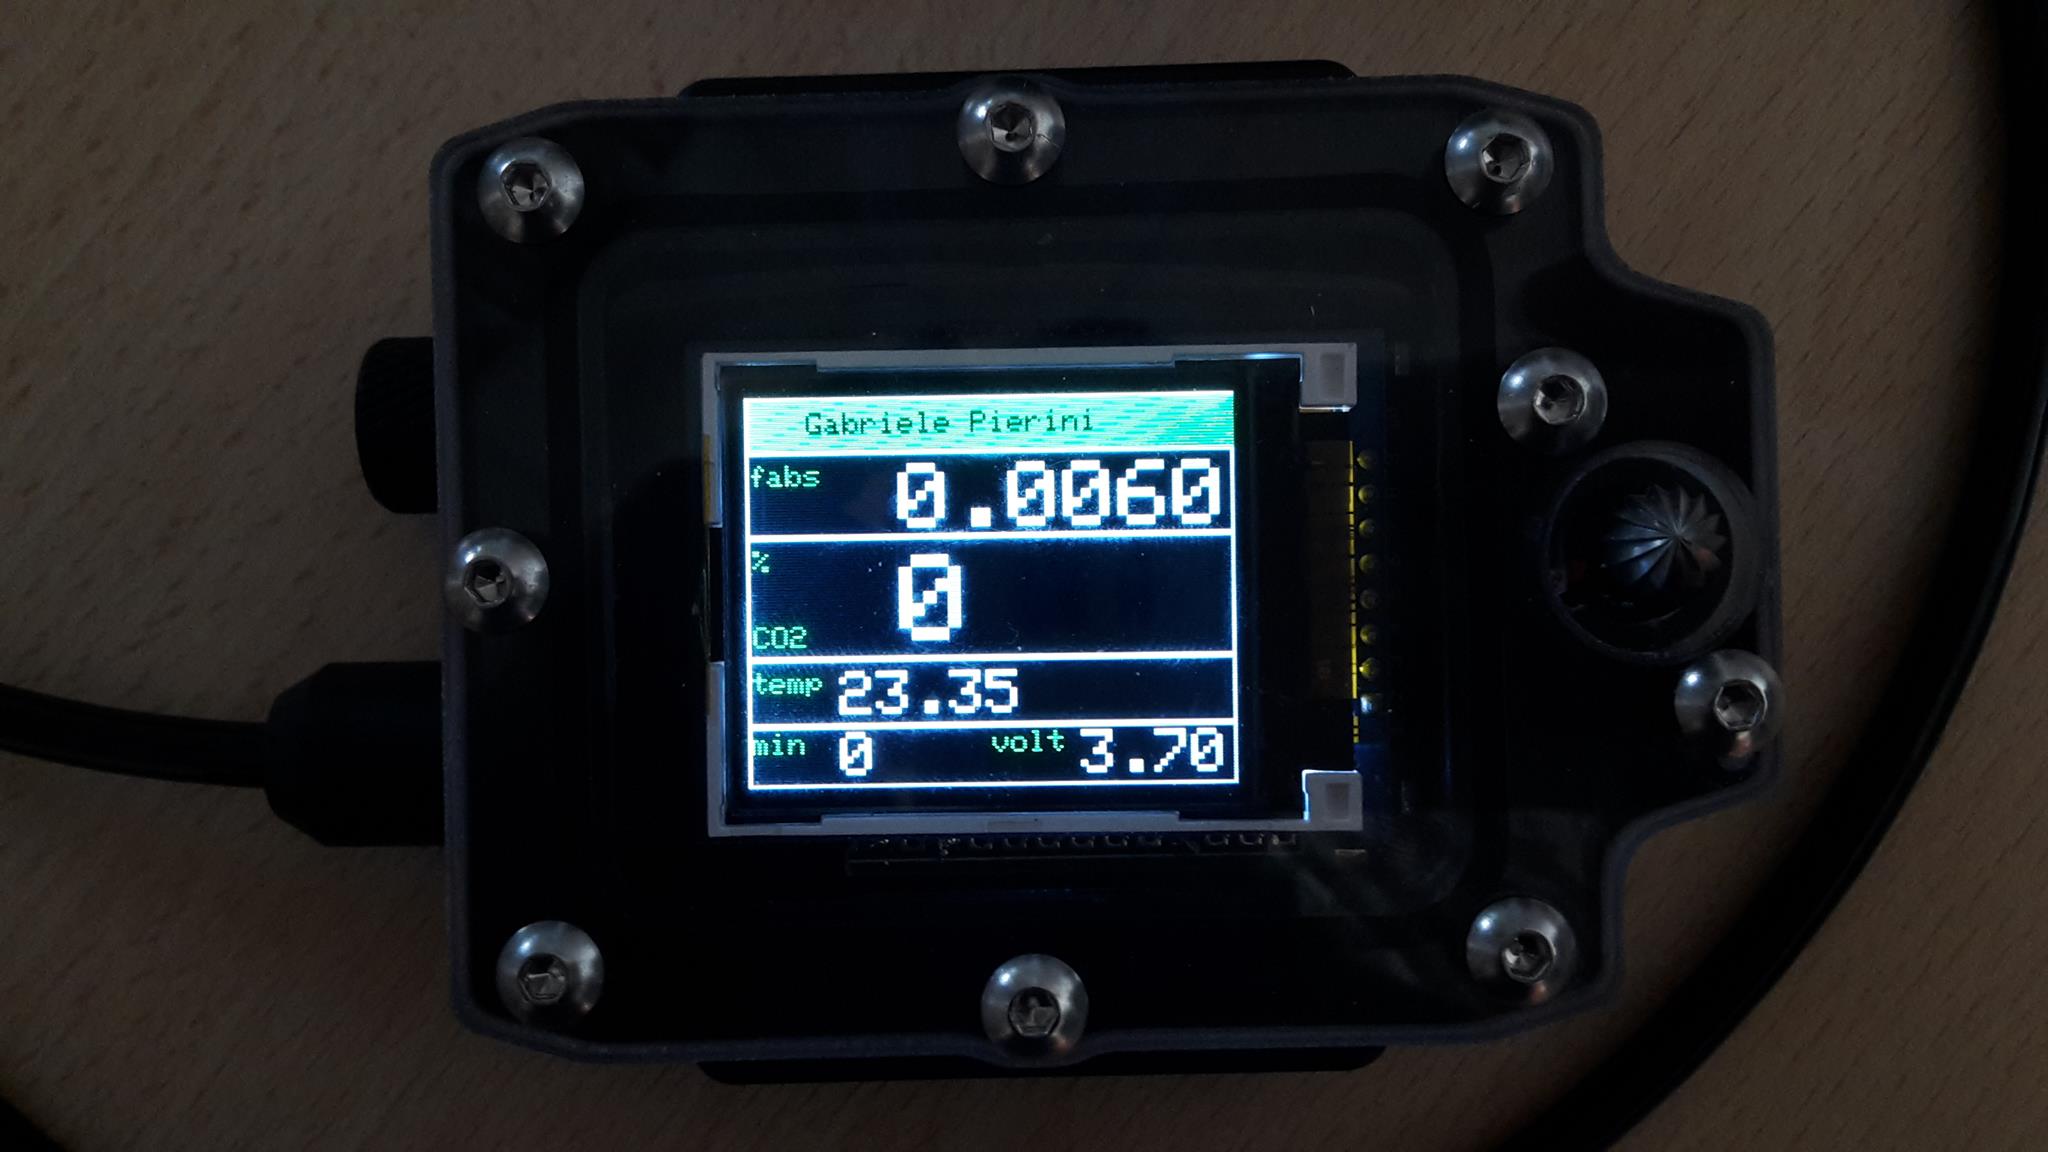 Gabriele Pierini
fabs 0.0060
% 0
CO2
temp 23.35
min 0 volt 3.70